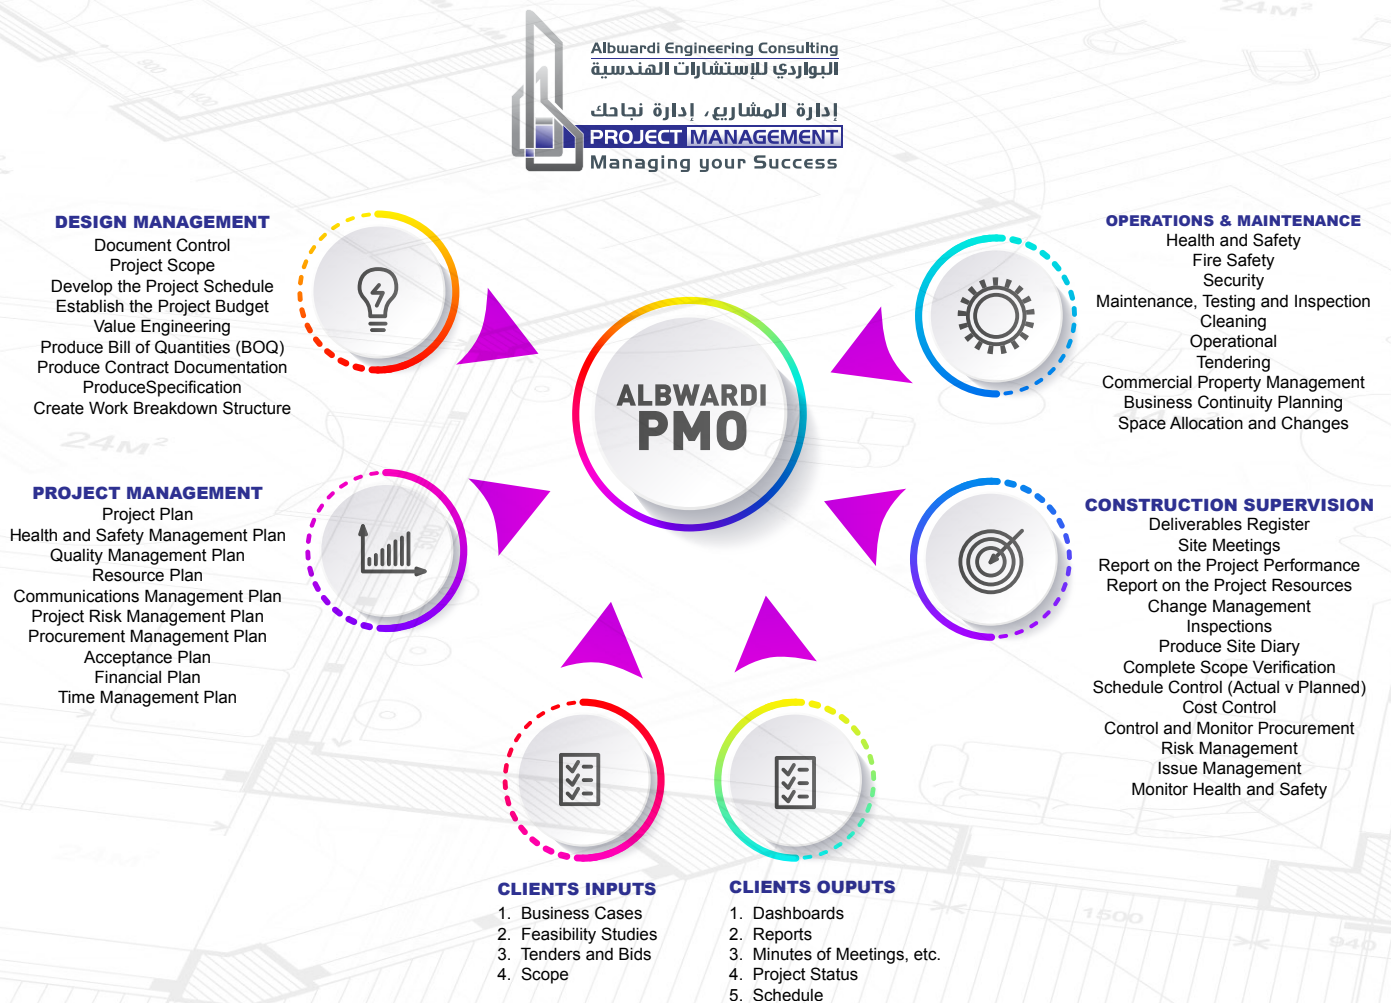 Albwardi Engineering Consulting
البواردي للإستشارات الهندسية
إدارة المشاريع، إدارة نجاحك
PROJECT MANAGEMENT
Managing your Success
DESIGN MANAGEMENT
Document Control
Project Scope
Develop the Project Schedule
Establish the Project Budget
Value Engineering
Produce Bill of Quantities (BOQ)
Produce Contract Documentation
ProduceSpecification
Create Work Breakdown Structure
OPERATIONS & MAINTENANCE
Health and Safety
Fire Safety
Security
Maintenance, Testing and Inspection
Cleaning
Operational
Tendering
Commercial Property Management
Business Continuity Planning
Space Allocation and Changes
ALBWARDI
PMO
PROJECT MANAGEMENT
Project Plan
Health and Safety Management Plan
Quality Management Plan
Resource Plan
Communications Management Plan
Project Risk Management Plan
Procurement Management Plan
Acceptance Plan
Financial Plan
Time Management Plan
CONSTRUCTION SUPERVISION
Deliverables Register
Site Meetings
Report on the Project Performance
Report on the Project Resources
Change Management
Inspections
Produce Site Diary
Complete Scope Verification
Schedule Control (Actual v Planned)
Cost Control
Control and Monitor Procurement
Risk Management
Issue Management
Monitor Health and Safety
CLIENTS INPUTS
1. Business Cases
2. Feasibility Studies
3. Tenders and Bids
4. Scope
CLIENTS OUPUTS
1. Dashboards
2. Reports
3. Minutes of Meetings, etc.
4. Project Status
5. Schedule
24M²
24M²
1500
940